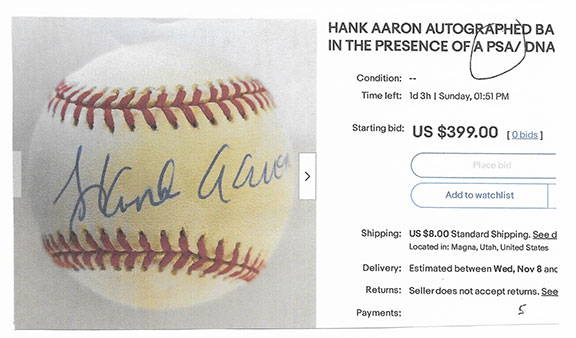 HANK AARON AUTOGRAPHED BA
IN THE PRESENCE OF A PSA/ DNA
Condition: --
Time left: 1d 3h | Sunday, 01:51 PM
Starting bid: US $399.00 [ 0 bids ]
Place bid
Add to watchlist
Hank Aaron
Shipping: US $8.00 Standard Shipping. See d
Located in: Magna, Utah, United States
Delivery: Estimated between Wed, Nov 8 and
Returns: Seller does not accept returns. See
Payments:
5